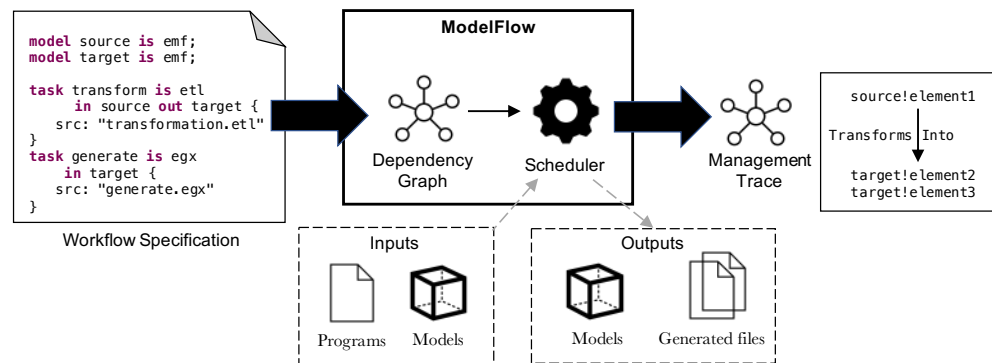 model source is emf;
model target is emf;
task transform is etl
in source out target {
src: "transformation.etl"
}
task generate is egx
in target {
src: "generate.egx"
}
Workflow Specification
ModelFlow
Dependency
Graph
Scheduler
Management
Trace
source!element1
Transforms Into
target!element2
target!element3
Inputs
Programs
Models
Outputs
Models
Generated files